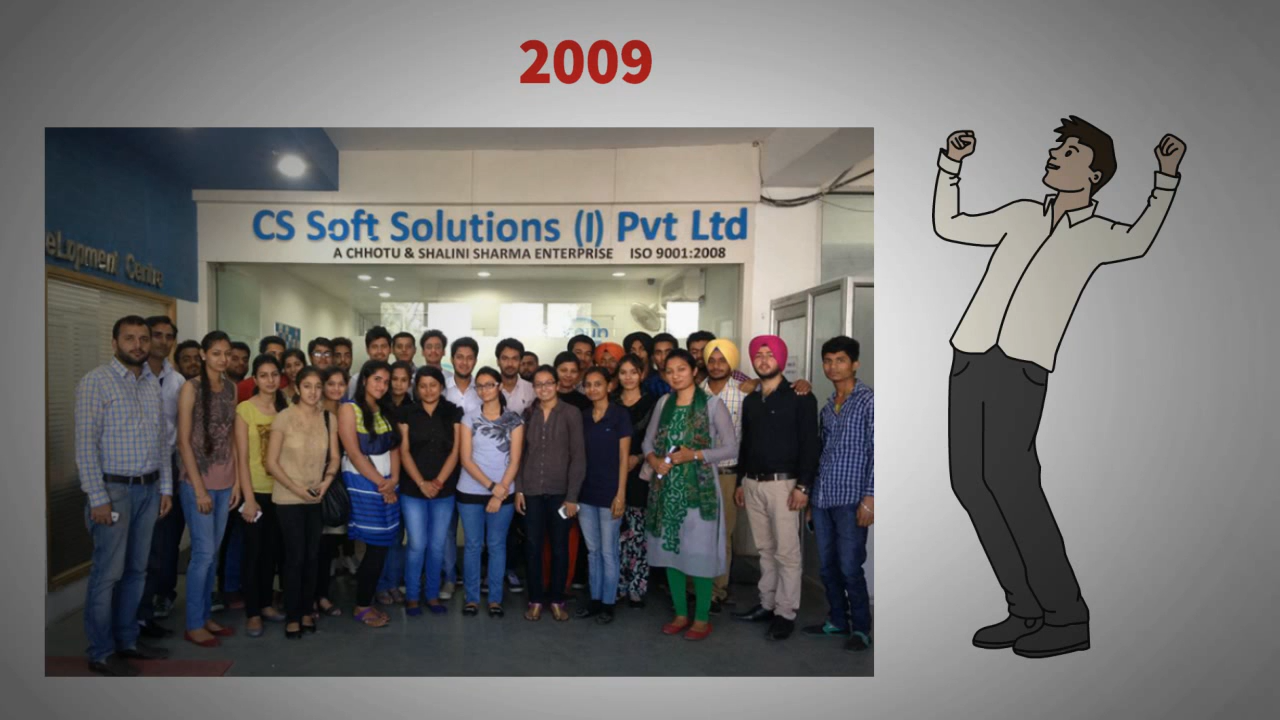 2009
CS Soft Solutions (I) Pvt Ltd
A CHHOTU & SHALINI SHARMA ENTERPRISE ISO 9001:2008
eLopment Centre